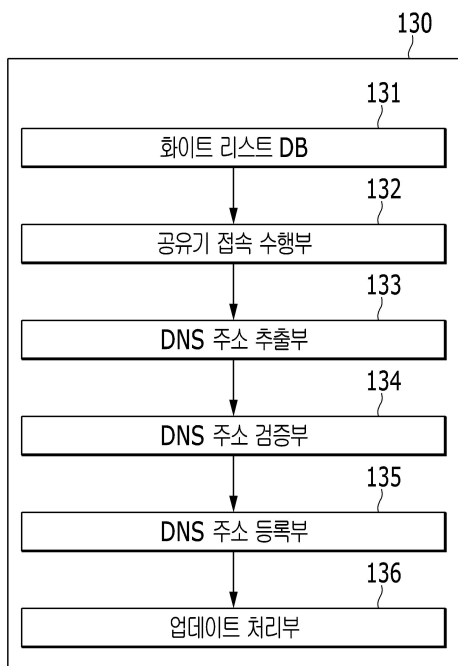 130
131
화이트 리스트 DB
132
공유기 접속 수행부
133
DNS 주소 추출부
134
DNS 주소 검증부
135
DNS 주소 등록부
136
업데이트 처리부